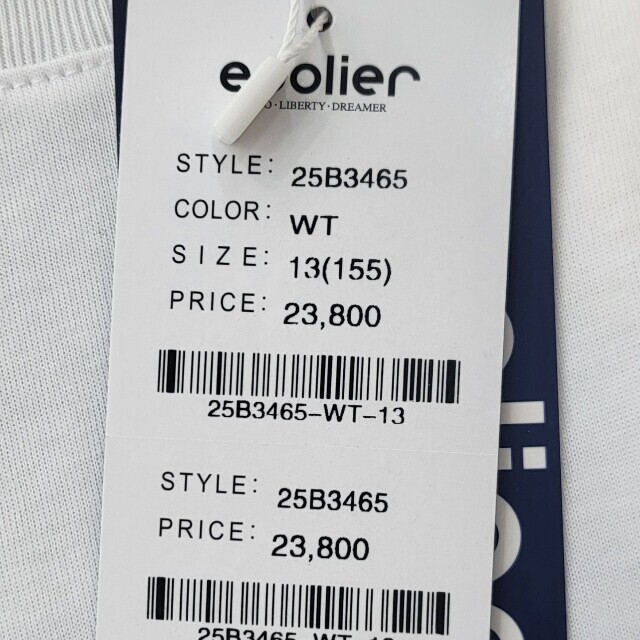 LIBERTY·DREAMER
STYLE: 25B3465
COLOR: WT
SIZE: 13(155)
PRICE: 23,800
25B3465-WT-13
STYLE: 25B3465
PRICE: 23,800